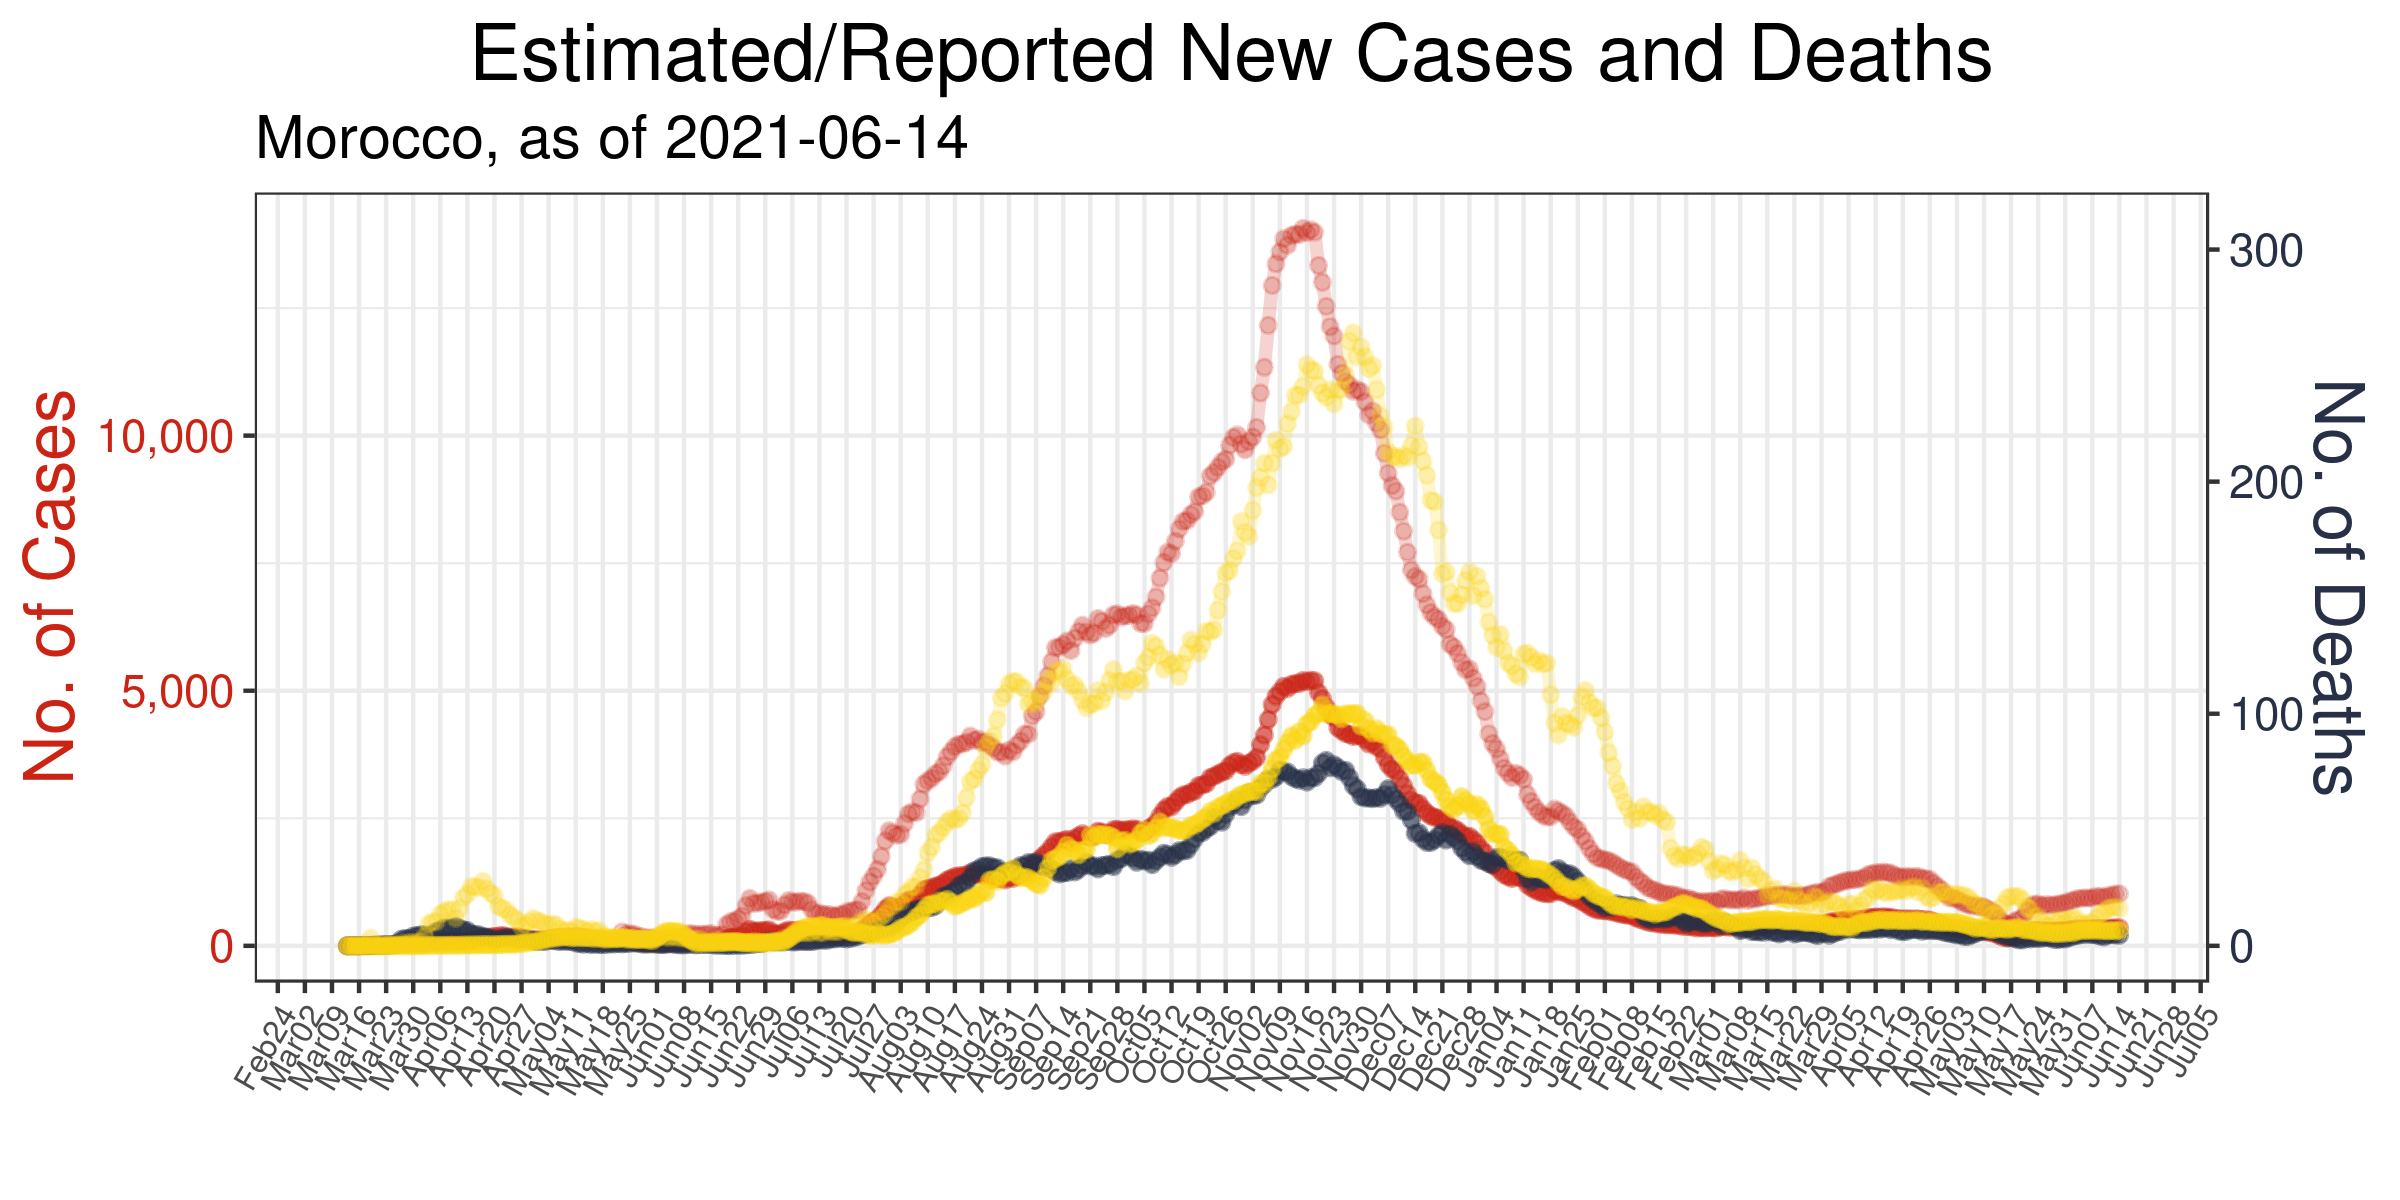 Estimated/Reported New Cases and Deaths
Morocco, as of 2021-06-14
No. of Cases
10,000
5,000
0
300
200
100
0
No. of Deaths
Feb24 Mar02 Mar09 Mar16 Mar23 Mar30 Apr06 Apr13 Apr20 Apr27 May04 May11 May18 May25 Jun01 Jun08 Jun15 Jun22 Jun29 Jul06 Jul13 Jul20 Jul27 Aug03 Aug10 Aug17 Aug24 Aug31 Sep07 Sep14 Sep21 Sep28 Oct05 Oct12 Oct19 Oct26 Nov02 Nov09 Nov16 Nov23 Nov30 Dec07 Dec14 Dec21 Dec28 Jan04 Jan11 Jan18 Jan25 Feb01 Feb08 Feb15 Feb22 Mar01 Mar08 Mar15 Mar22 Mar29 Apr05 Apr12 Apr19 Apr26 May03 May10 May17 May24 May31 Jun07 Jun14 Jun21 Jun28 Jul05